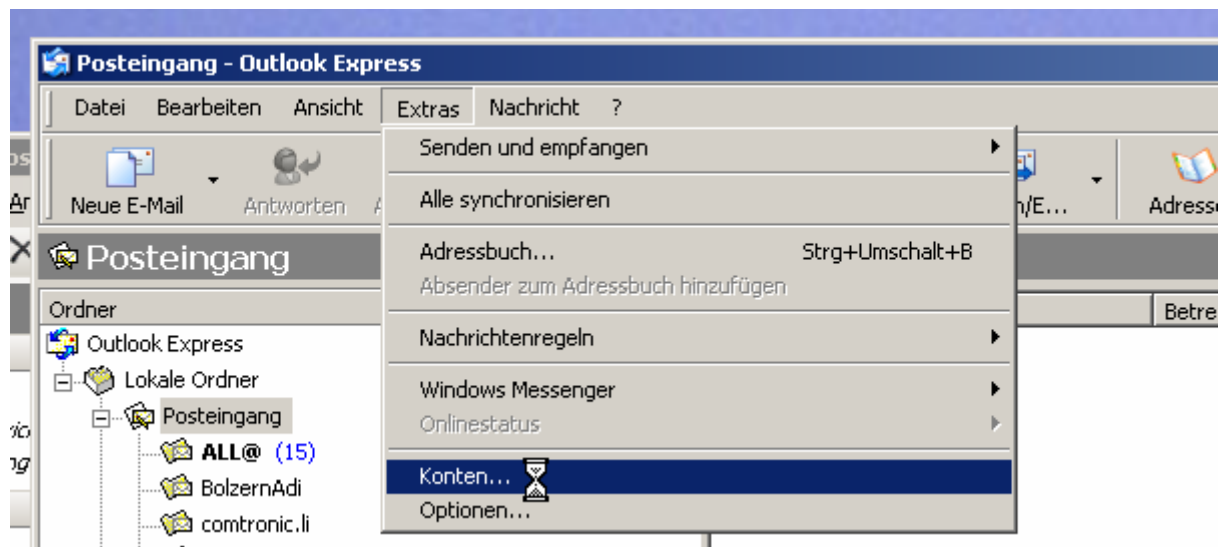 Posteingang - Outlook Express
Datei Bearbeiten Ansicht Extras Nachricht ?
Neue E-Mail Antworten
Adress
Posteingang
Senden und empfangen
Alle synchronisieren
Adressbuch... Strg+Umschalt+B
Absender zum Adressbuch hinzufügen
Nachrichtenregeln
Windows Messenger
Onlinestatus
Konten...
Optionen...
Ordner
Betre
Outlook Express
Lokale Ordner
Posteingang
ALL@ (15)
BolzernAdi
comtronic.li